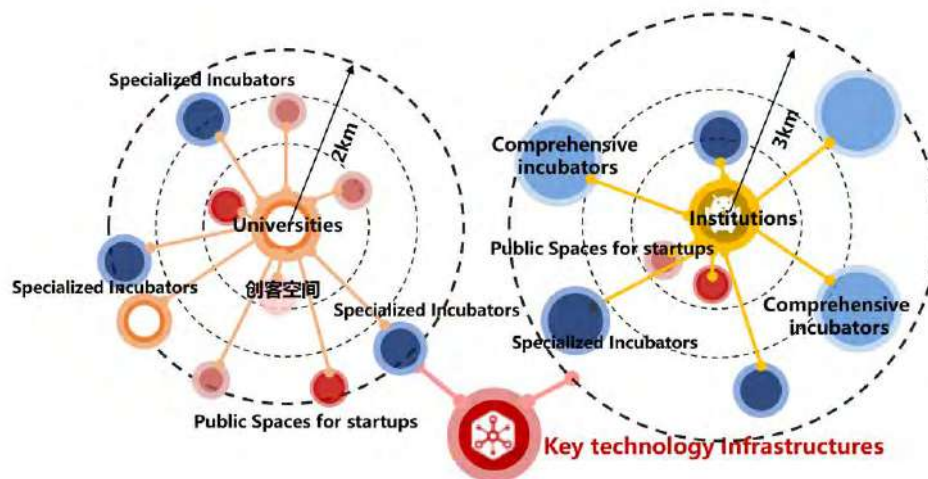 Specialized Incubators
2km
Universities
Specialized Incubators
创客空间
Specialized Incubators
Public Spaces for startups
3km
Comprehensive
incubators
Institutions
Public Spaces for startups
Comprehensive
incubators
Specialized Incubators
Key technology Infrastructures